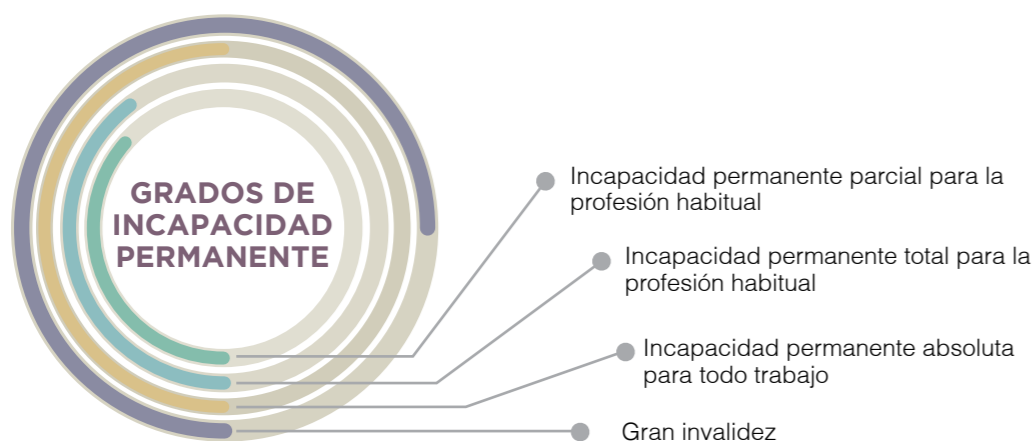 GRADOS DE
INCAPACIDAD
PERMANENTE
Incapacidad permanente parcial para la
profesión habitual
Incapacidad permanente total para la
profesión habitual
Incapacidad permanente absoluta
para todo trabajo
Gran invalidez